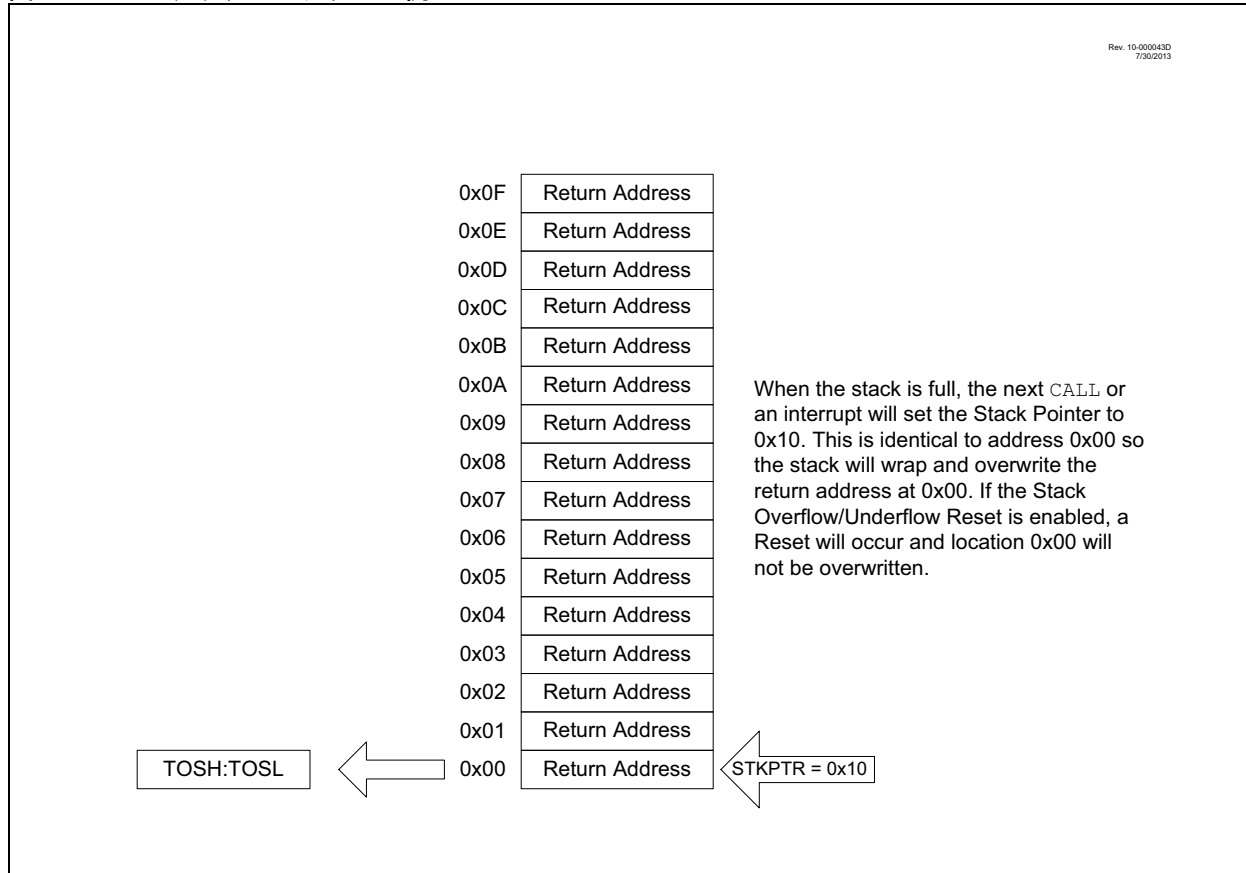 Rev. 10-000043D
7/30/2013
0x0F Return Address
0x0E Return Address
0x0D Return Address
0x0C Return Address
0x0B Return Address
0x0A Return Address
0x09 Return Address
0x08 Return Address
0x07 Return Address
0x06 Return Address
0x05 Return Address
0x04 Return Address
0x03 Return Address
0x02 Return Address
0x01 Return Address
TOSH:TOSL 0x00 Return Address STKPTR = 0x10
When the stack is full, the next CALL or
an interrupt will set the Stack Pointer to
0x10. This is identical to address 0x00 so
the stack will wrap and overwrite the
return address at 0x00. If the Stack
Overflow/Underflow Reset is enabled, a
Reset will occur and location 0x00 will
not be overwritten.